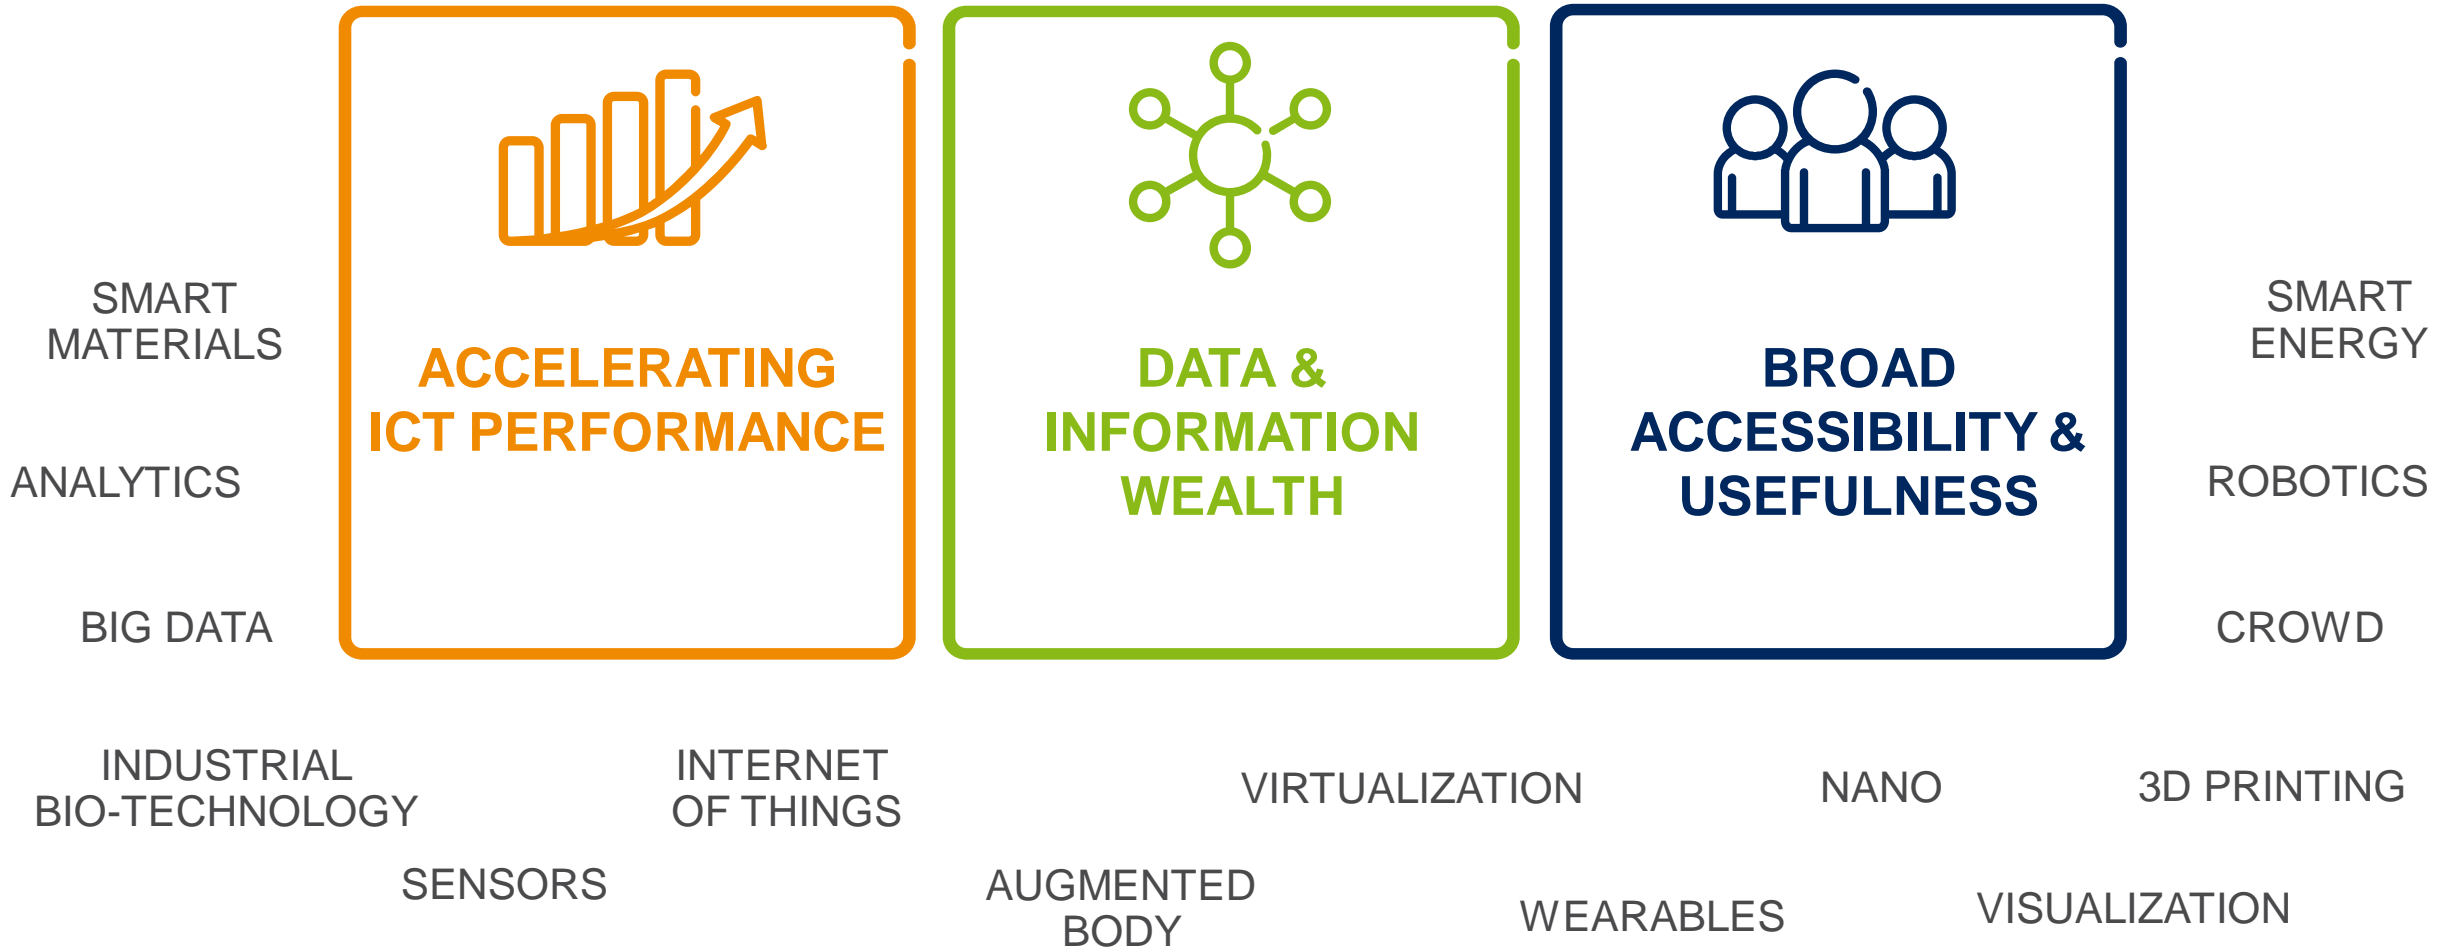 ACCELERATING
ICT PERFORMANCE
DATA &
INFORMATION
WEALTH
BROAD
ACCESSIBILITY &
USEFULNESS
SMART
MATERIALS
ANALYTICS
BIG DATA
SMART
ENERGY
ROBOTICS
CROWD
INDUSTRIAL
BIO-TECHNOLOGY
INTERNET
OF THINGS
VIRTUALIZATION
NANO
3D PRINTING
SENSORS
AUGMENTED
BODY
WEARABLES
VISUALIZATION